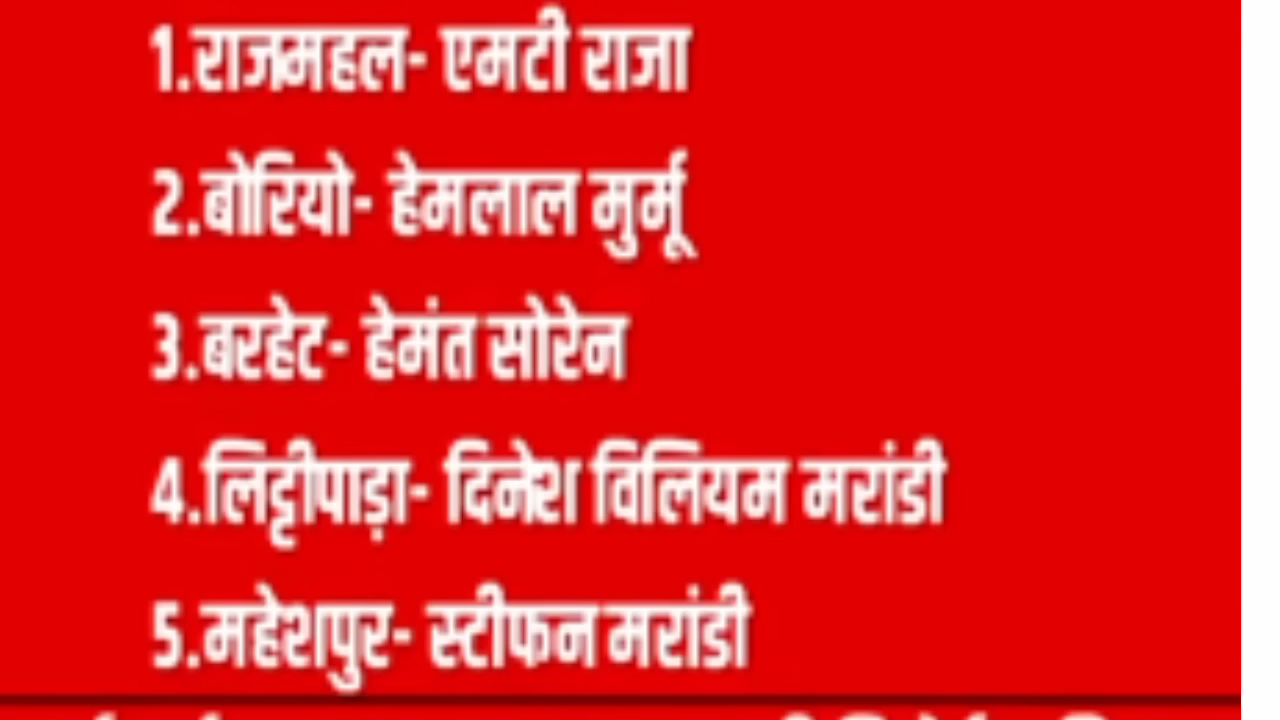 1.राजमहल- एमटी राजा
2.बोरियो- हेमलाल मुर्मू
3.बरहेट- हेमंत सोरेन
4.लिट्टीपाड़ा- दिनेश विलियम मरांडी
5.महेशपुर- स्टीफन मरांडी